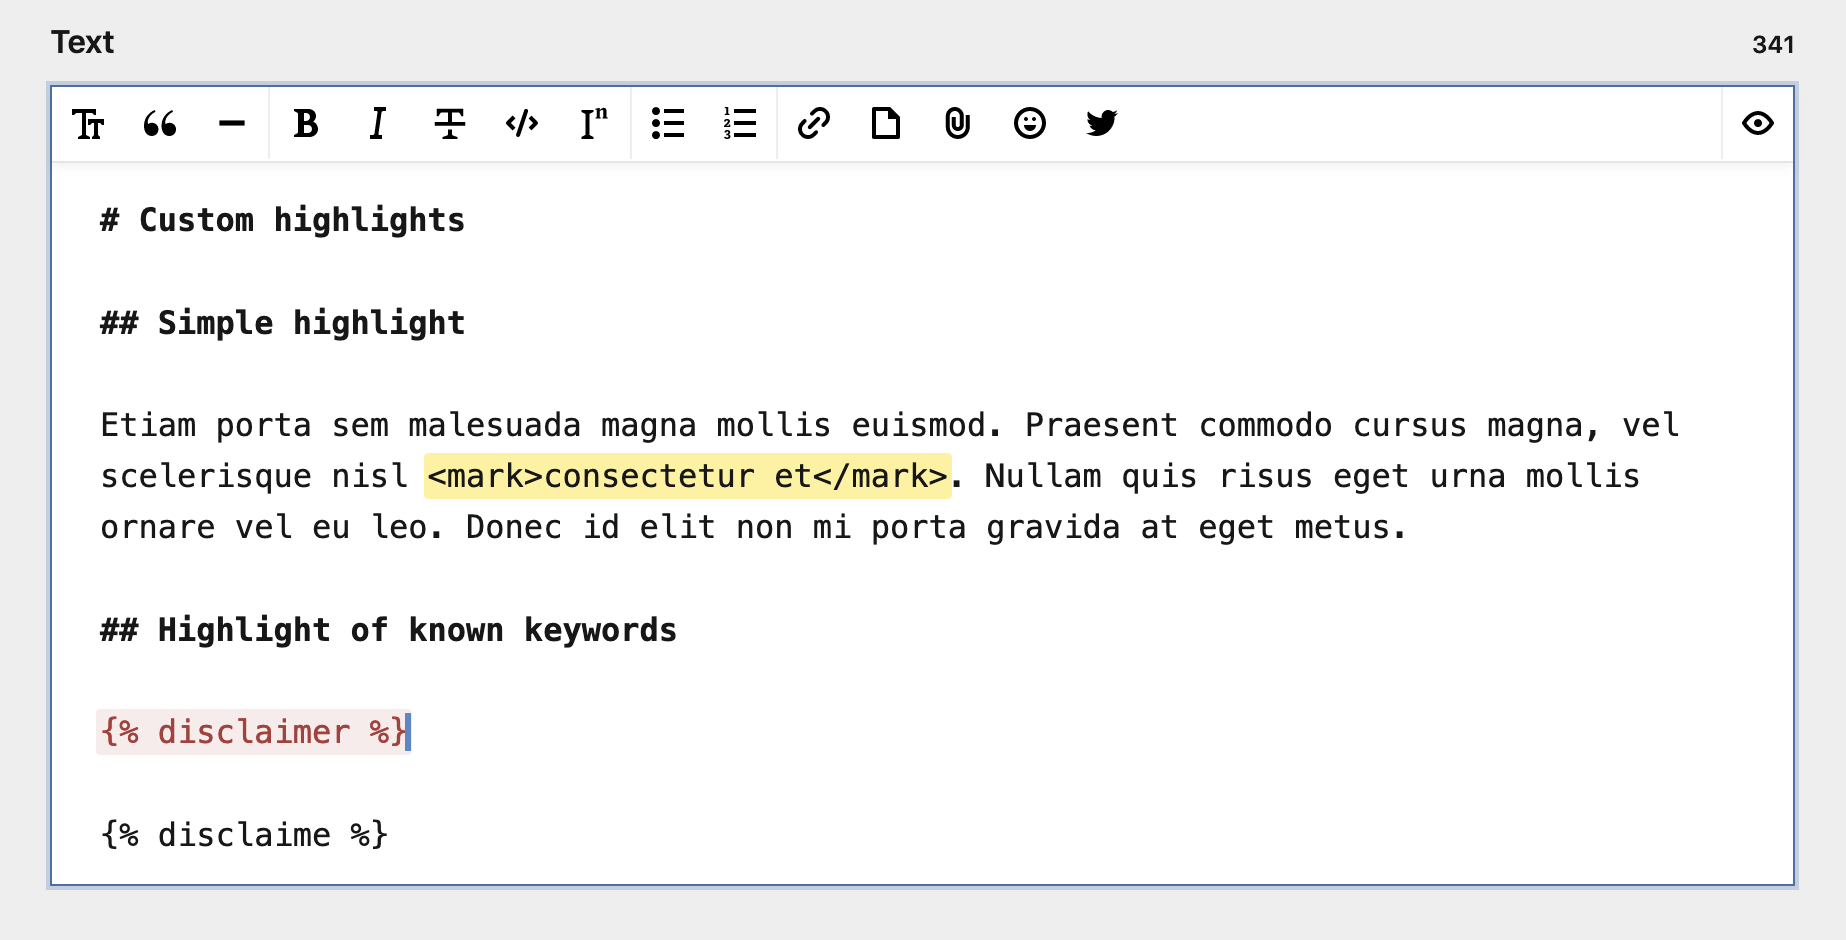 Text
341
# Custom highlights
## Simple highlight
Etiam porta sem malesuada magna mollis euismod. Praesent commodo cursus magna, vel
scelerisque nisl <mark>consectetur et</mark>. Nullam quis risus eget urna mollis
ornare vel eu leo. Donec id elit non mi porta gravida at eget metus.
## Highlight of known keywords
{% disclaimer %}
{% disclaime %}